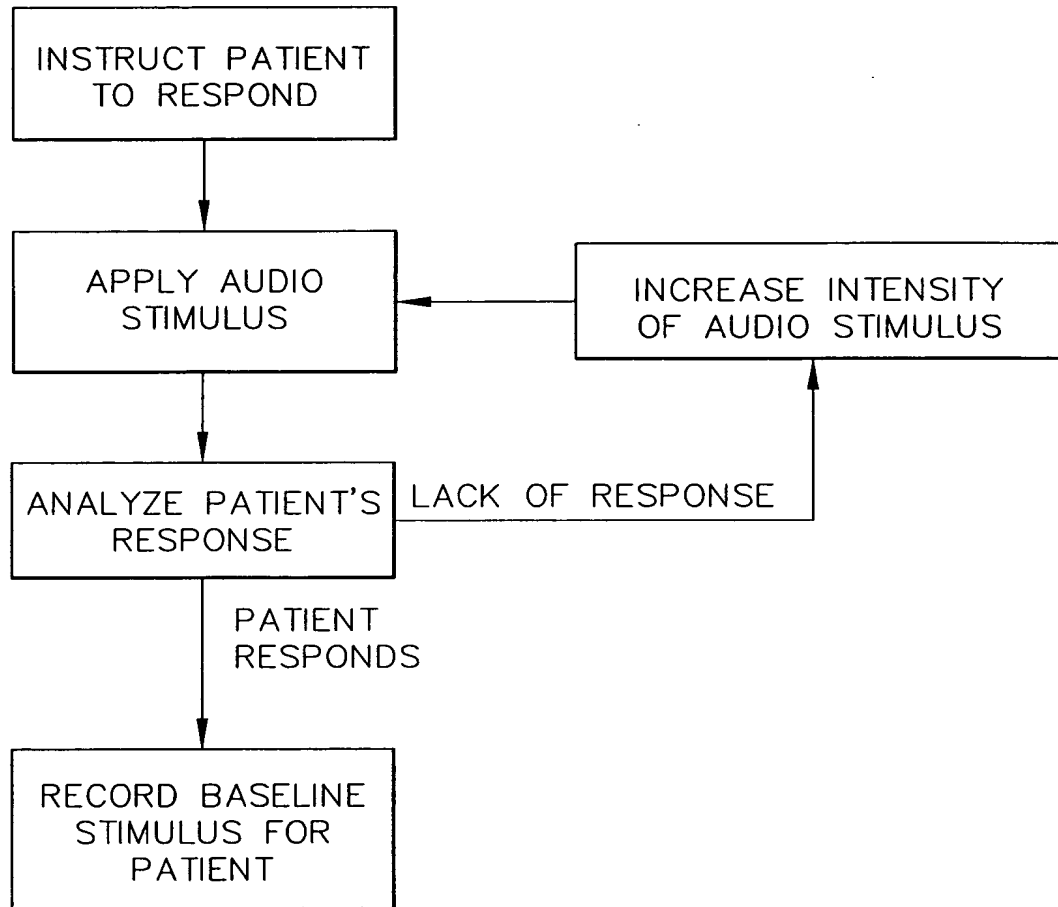 INSTRUCT PATIENT
TO RESPOND
APPLY AUDIO
STIMULUS
INCREASE INTENSITY
OF AUDIO STIMULUS
ANALYZE PATIENT'S
RESPONSE
LACK OF RESPONSE
PATIENT
RESPONDS
RECORD BASELINE
STIMULUS FOR
PATIENT